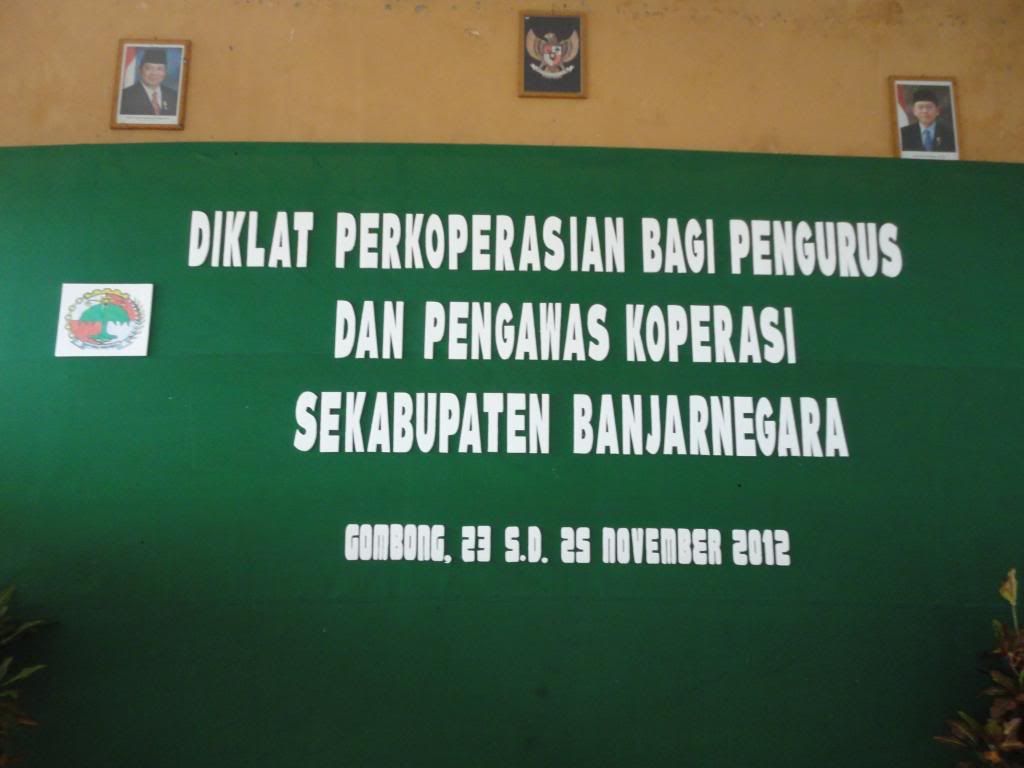 DIKLAT PERKOPERASIAN BAGI PENGURUS
DAN PENGAWAS KOPERASI
SEKABUPATEN BANJARNEGARA
GOMBONG, 23 S.D. 25 NOVEMBER 2012